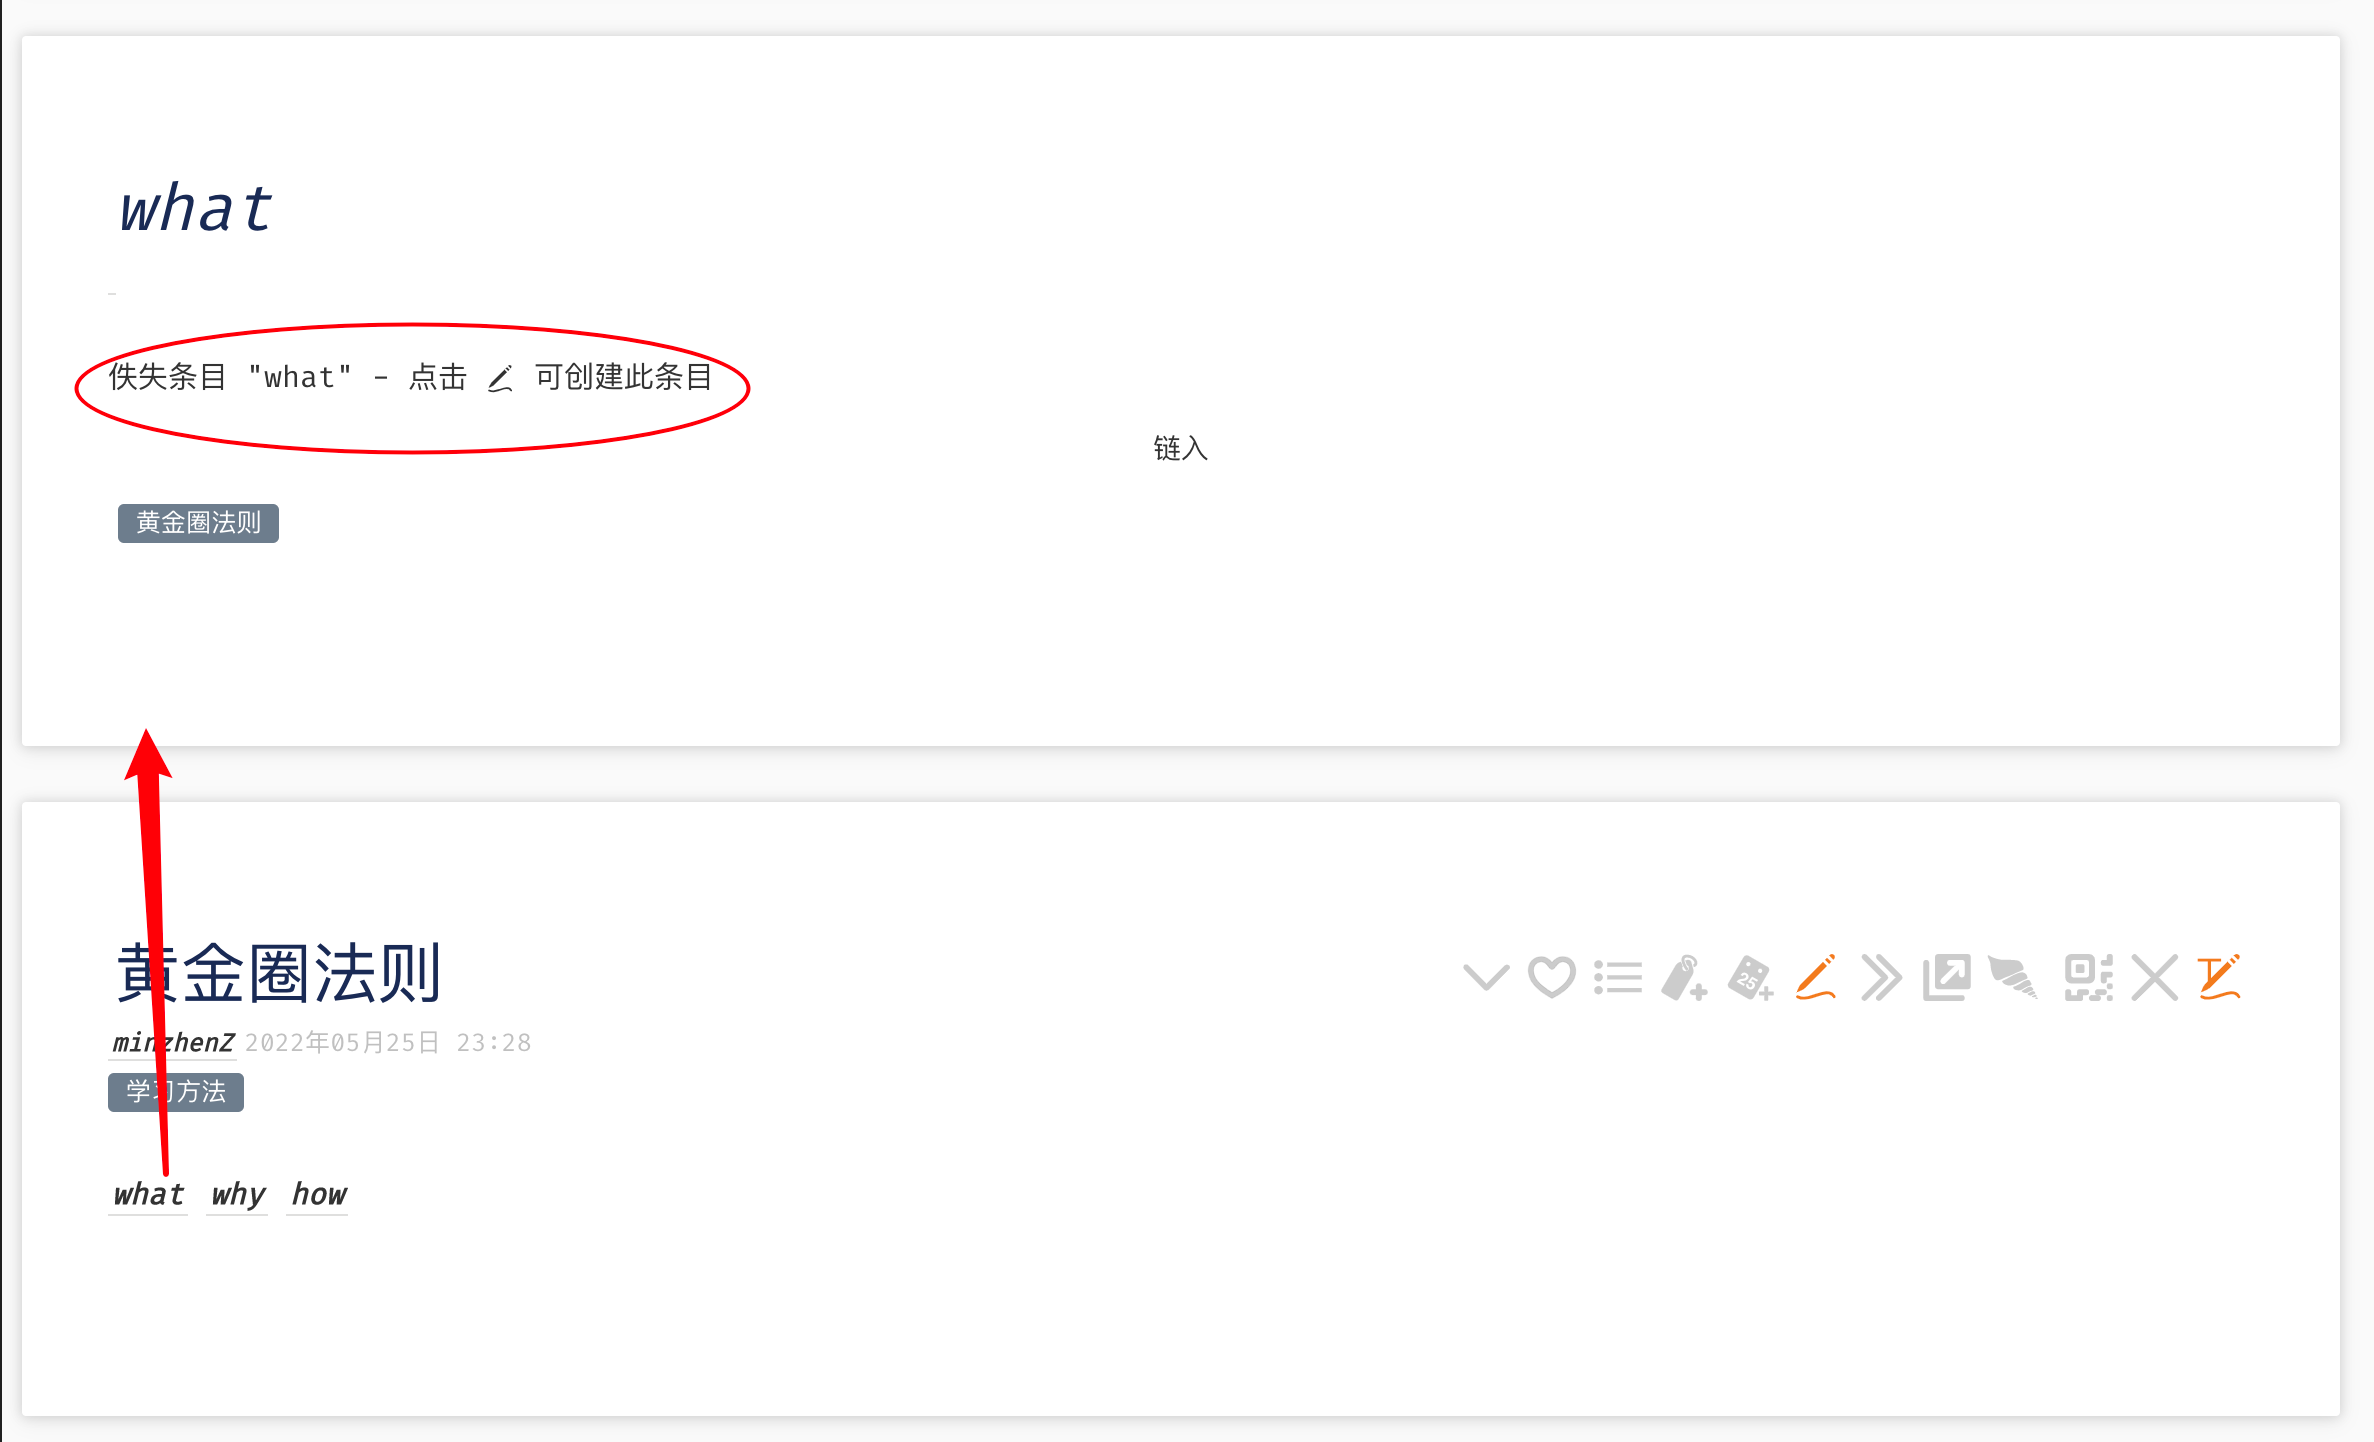 what
-
佚失条目 "what" - 点击 可创建此条目
链入
黄金圈法则
黄金圈法则
25
minzhenZ 2022年05月25日 23:28
学习方法
what why how